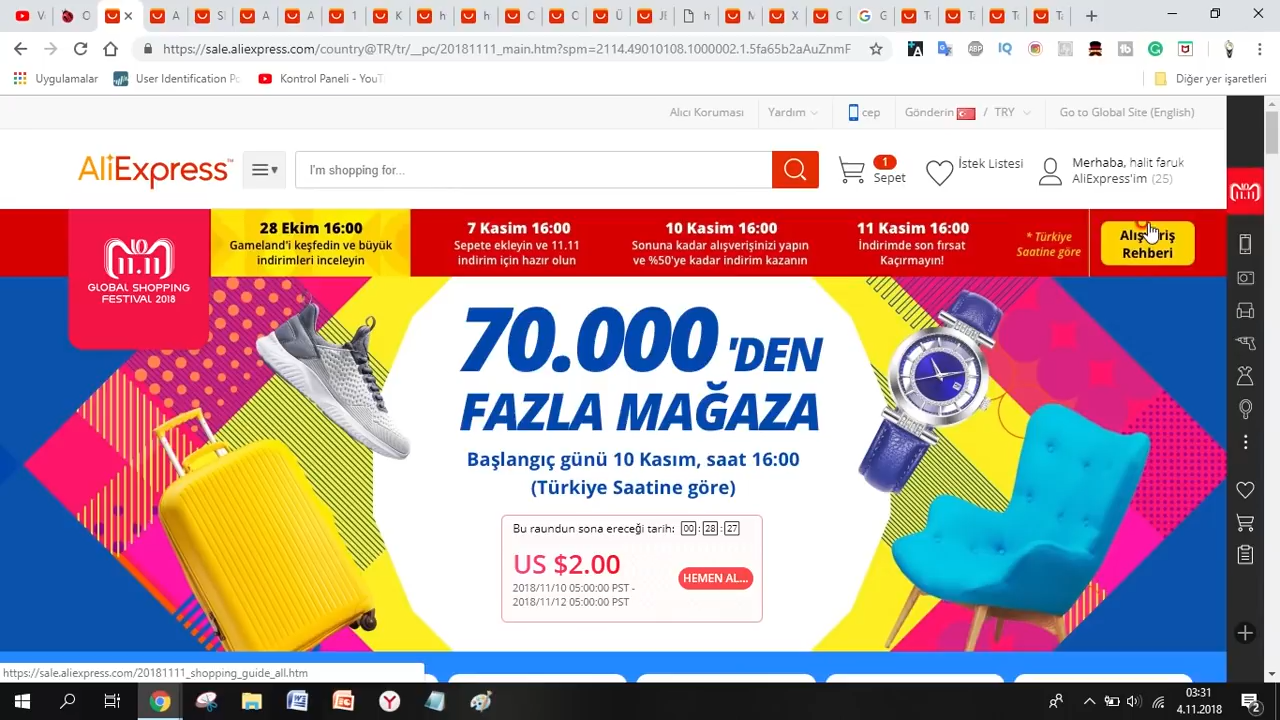 https://sale.aliexpress.com/country@TR/tr/__pc/20181111_main.htm?spm=2114.49010108.1000002.1.5fa65b2aAuZnmF
Uygulamalar
User Identification Po
Kontrol Paneli - YouT
Diğer yer işaretleri
Alıcı Koruması
Yardım
cep
Gönderin / TRY
Go to Global Site (English)
AliExpress™
I'm shopping for...
1
Sepet
İstek Listesi
Merhaba, halit faruk
AliExpress'im (25)
11.11
GLOBAL SHOPPING
FESTIVAL 2018
28 Ekim 16:00
Gameland'i keşfedin ve büyük
indirimleri inceleyin
7 Kasim 16:00
Sepete ekleyin ve 11.11
indirim için hazır olun
10 Kasim 16:00
Sonuna kadar alışverişinizi yapın
ve %50'ye kadar indirim kazanın
11 Kasim 16:00
İndirimde son fırsat
Kaçırmayın!
* Türkiye
Saatine göre
Alışveriş
Rehberi
70.000 'DEN
FAZLA MAĞAZA
Başlangıç günü 10 Kasım, saat 16:00
(Türkiye Saatine göre)
Bu raundun sona ereceği tarih: 00:28:27
US $2.00
HEMEN AL...
2018/11/10 05:00:00 PST -
2018/11/12 05:00:00 PST
https://sale.aliexpress.com/20181111_shopping_guide_all.htm
03:31
4.11.2018
2